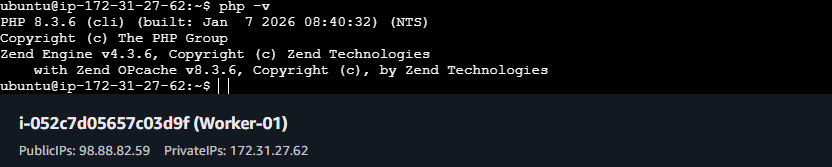 ubuntu@ip-172-31-27-62:~$ php -v
PHP 8.3.6 (cli) (built: Jan  7 2026 08:40:32) (NTS)
Copyright (c) The PHP Group
Zend Engine v4.3.6, Copyright (c) Zend Technologies
    with Zend OPcache v8.3.6, Copyright (c), by Zend Technologies
ubuntu@ip-172-31-27-62:~$
i-052c7d05657c03d9f (Worker-01)
PublicIPs: 98.88.82.59    PrivateIPs: 172.31.27.62